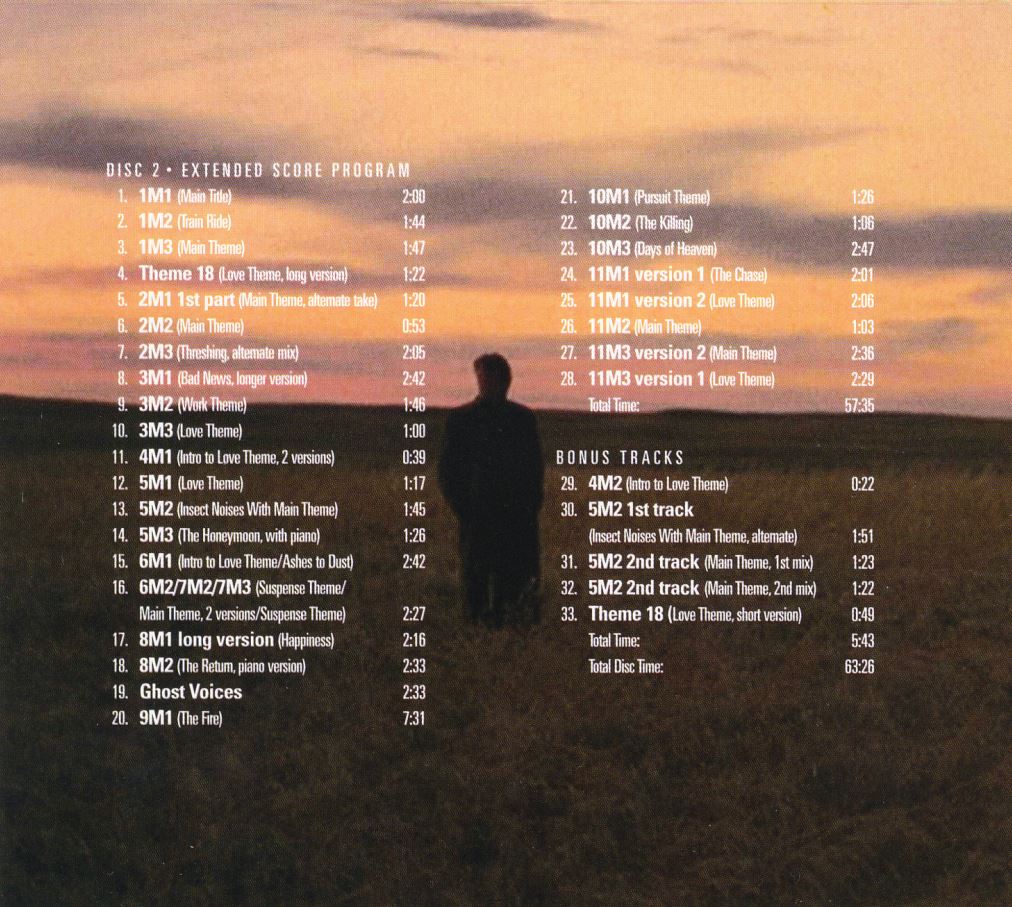 DISC 2 • EXTENDED SCORE PROGRAM
1. 1M1 (Main Title) 2:00
2. 1M2 (Train Ride) 1:44
3. 1M3 (Main Theme) 1:47
4. Theme 18 (Love Theme, long version) 1:22
5. 2M1 1st part (Main Theme, alternate take) 1:20
6. 2M2 (Main Theme) 0:53
7. 2M3 (Threshing, alternate mix) 2:05
8. 3M1 (Bad News, longer version) 2:42
9. 3M2 (Work Theme) 1:46
10. 3M3 (Love Theme) 1:00
11. 4M1 (Intro to Love Theme, 2 versions) 0:39
12. 5M1 (Love Theme) 1:17
13. 5M2 (Insect Noises With Main Theme) 1:45
14. 5M3 (The Honeymoon, with piano) 1:26
15. 6M1 (Intro to Love Theme/Ashes to Dust) 2:42
16. 6M2/7M2/7M3 (Suspense Theme/
Main Theme, 2 versions/Suspense Theme) 2:27
17. 8M1 long version (Happiness) 2:16
18. 8M2 (The Return, piano version) 2:33
19. Ghost Voices 2:33
20. 9M1 (The Fire) 7:31
21. 10M1 (Pursuit Theme) 1:26
22. 10M2 (The Killing) 1:06
23. 10M3 (Days of Heaven) 2:47
24. 11M1 version 1 (The Chase) 2:01
25. 11M1 version 2 (Love Theme) 2:06
26. 11M2 (Main Theme) 1:03
27. 11M3 version 2 (Main Theme) 2:36
28. 11M3 version 1 (Love Theme) 2:29
Total Time: 57:35
BONUS TRACKS
29. 4M2 (Intro to Love Theme) 0:22
30. 5M2 1st track
(Insect Noises With Main Theme, alternate) 1:51
31. 5M2 2nd track (Main Theme, 1st mix) 1:23
32. 5M2 2nd track (Main Theme, 2nd mix) 1:22
33. Theme 18 (Love Theme, short version) 0:49
Total Time: 5:43
Total Disc Time: 63:26